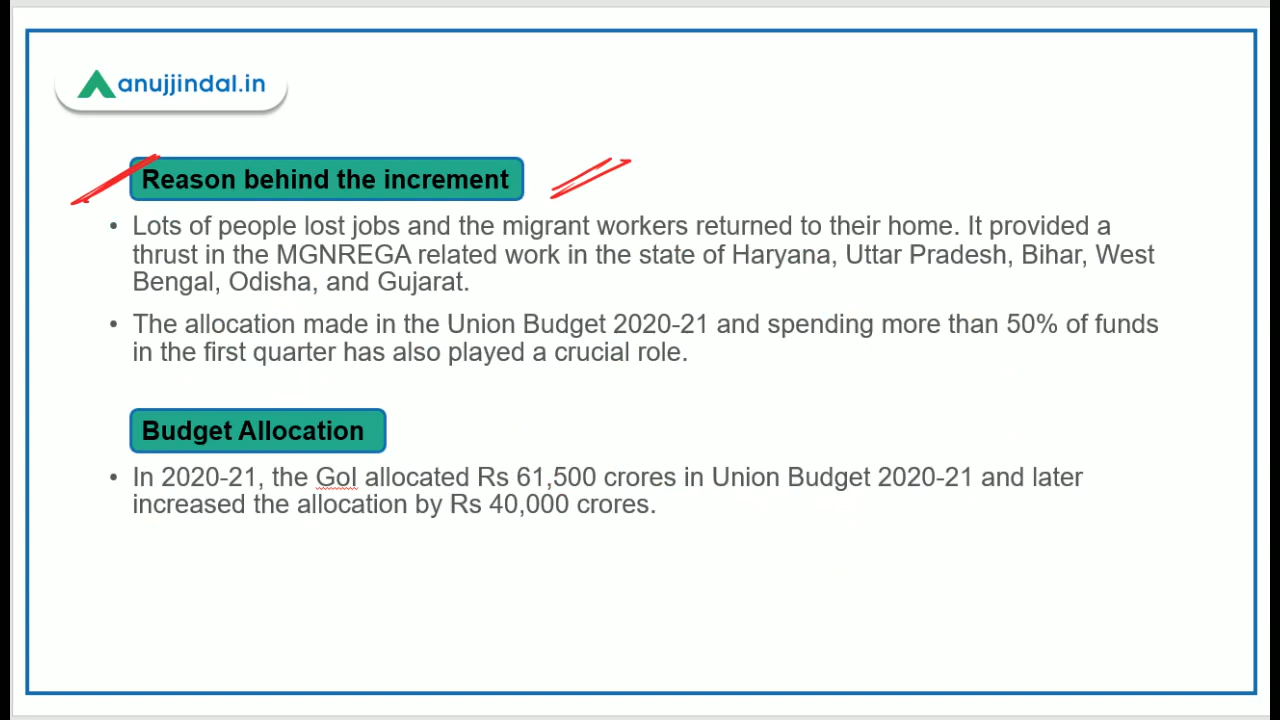 anujjindal.in
Reason behind the increment
• Lots of people lost jobs and the migrant workers returned to their home. It provided a
thrust in the MGNREGA related work in the state of Haryana, Uttar Pradesh, Bihar, West
Bengal, Odisha, and Gujarat.
• The allocation made in the Union Budget 2020-21 and spending more than 50% of funds
in the first quarter has also played a crucial role.
Budget Allocation
• In 2020-21, the GoI allocated Rs 61,500 crores in Union Budget 2020-21 and later
increased the allocation by Rs 40,000 crores.